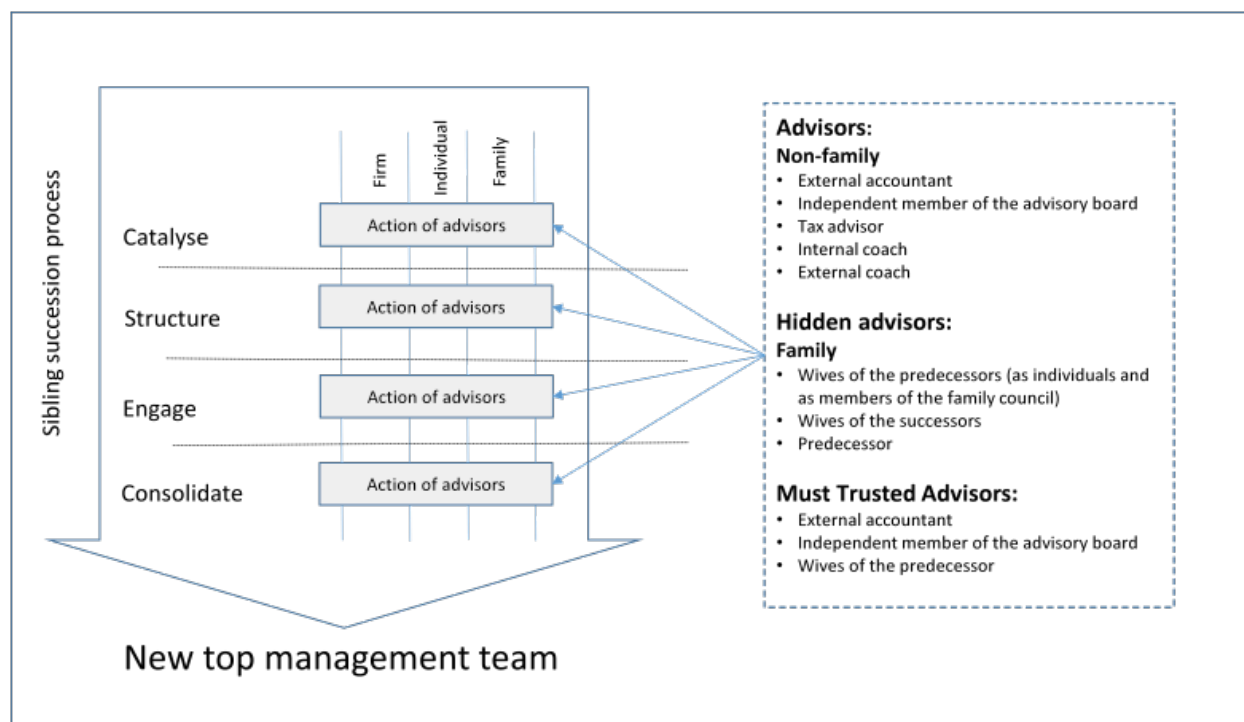 Sibling succession process
Firm
Individual
Family
Catalyse
Action of advisors
Structure
Action of advisors
Engage
Action of advisors
Consolidate
Action of advisors
New top management team
Advisors:
Non-family
• External accountant
• Independent member of the advisory board
• Tax advisor
• Internal coach
• External coach
Hidden advisors:
Family
• Wives of the predecessors (as individuals and
as members of the family council)
• Wives of the successors
• Predecessor
Must Trusted Advisors:
• External accountant
• Independent member of the advisory board
• Wives of the predecessor